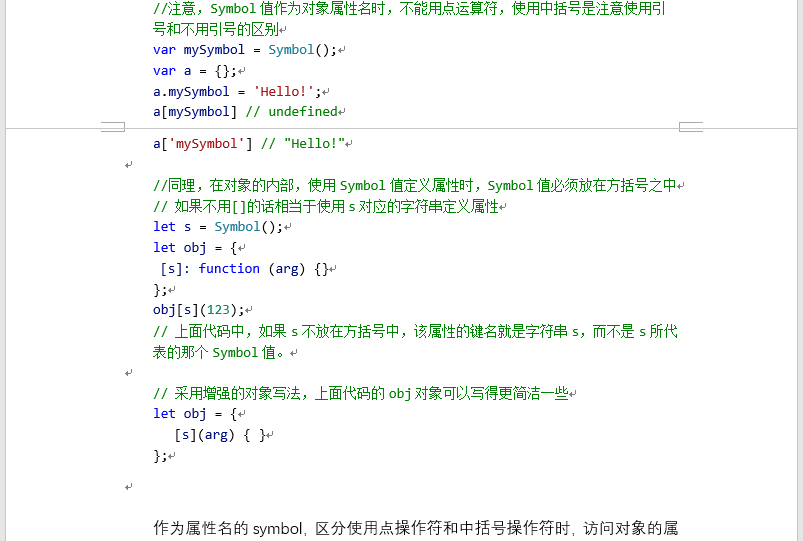 //注意，Symbol 值作为对象属性名时，不能用点运算符，使用中括号是注意使用引
号和不用引号的区别
var mySymbol = Symbol();
var a = {};
a.mySymbol = 'Hello!';
a[mySymbol] // undefined
a['mySymbol'] // "Hello!"
//同理，在对象的内部，使用 Symbol 值定义属性时，Symbol 值必须放在方括号之中
// 如果不用[]的话相当于使用 s 对应的字符串定义属性
let s = Symbol();
let obj = {
[s]: function (arg) {}
};
obj[s](123);
// 上面代码中，如果 s 不放在方括号中，该属性的键名就是字符串 s，而不是 s 所代
表的那个 Symbol 值。
// 采用增强的对象写法，上面代码的 obj 对象可以写得更简洁一些
let obj = {
[s](arg) { }
};
作为属性名的 symbol，区分使用点操作符和中括号操作符时，访问对象的属